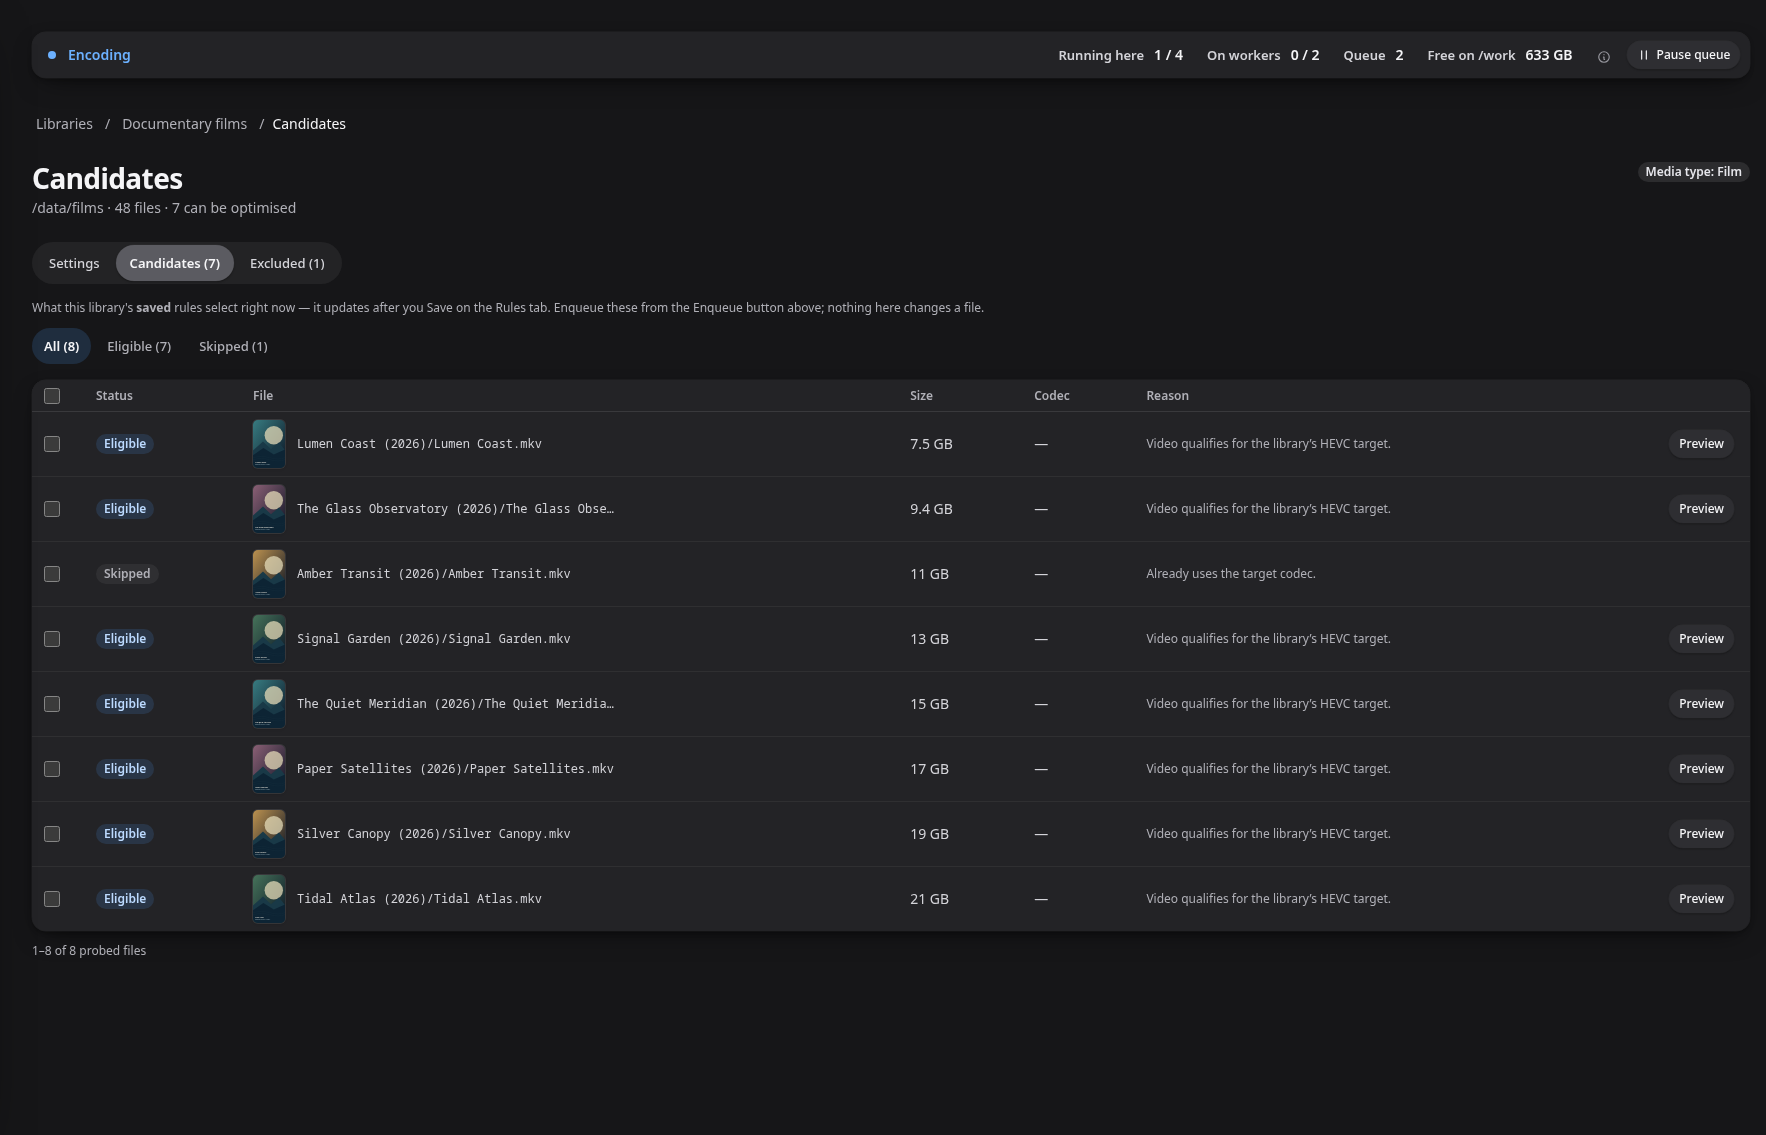 Encoding
Running here 1 / 4 On workers 0 / 2 Queue 2 Free on /work 633 GB Pause queue
Libraries / Documentary films / Candidates
Candidates
Media type: Film
/data/films · 48 files · 7 can be optimised
Settings Candidates (7) Excluded (1)
What this library's saved rules select right now — it updates after you Save on the Rules tab. Enqueue these from the Enqueue button above; nothing here changes a file.
All (8) Eligible (7) Skipped (1)
Status File Size Codec Reason
Eligible Lumen Coast (2026)/Lumen Coast.mkv 7.5 GB — Video qualifies for the library's HEVC target. Preview
Eligible The Glass Observatory (2026)/The Glass Obse… 9.4 GB — Video qualifies for the library's HEVC target. Preview
Skipped Amber Transit (2026)/Amber Transit.mkv 11 GB — Already uses the target codec.
Eligible Signal Garden (2026)/Signal Garden.mkv 13 GB — Video qualifies for the library's HEVC target. Preview
Eligible The Quiet Meridian (2026)/The Quiet Meridia… 15 GB — Video qualifies for the library's HEVC target. Preview
Eligible Paper Satellites (2026)/Paper Satellites.mkv 17 GB — Video qualifies for the library's HEVC target. Preview
Eligible Silver Canopy (2026)/Silver Canopy.mkv 19 GB — Video qualifies for the library's HEVC target. Preview
Eligible Tidal Atlas (2026)/Tidal Atlas.mkv 21 GB — Video qualifies for the library's HEVC target. Preview
1–8 of 8 probed files